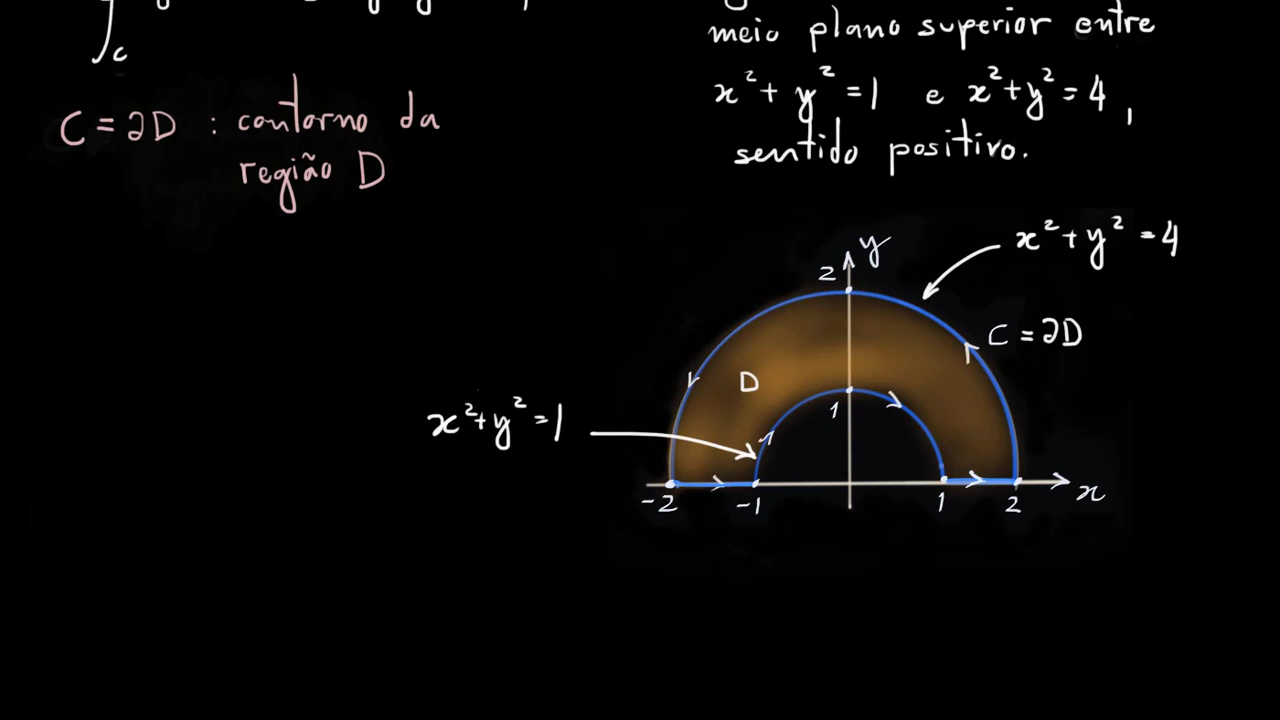 ∫c
meio plano superior entre
x² + y² = 1 e x² + y² = 4,
sentido positivo.
C = ∂D : contorno da
região D
x² + y² = 4
y
2
C = ∂D
D
1
x² + y² = 1
-2 -1 1 2 x